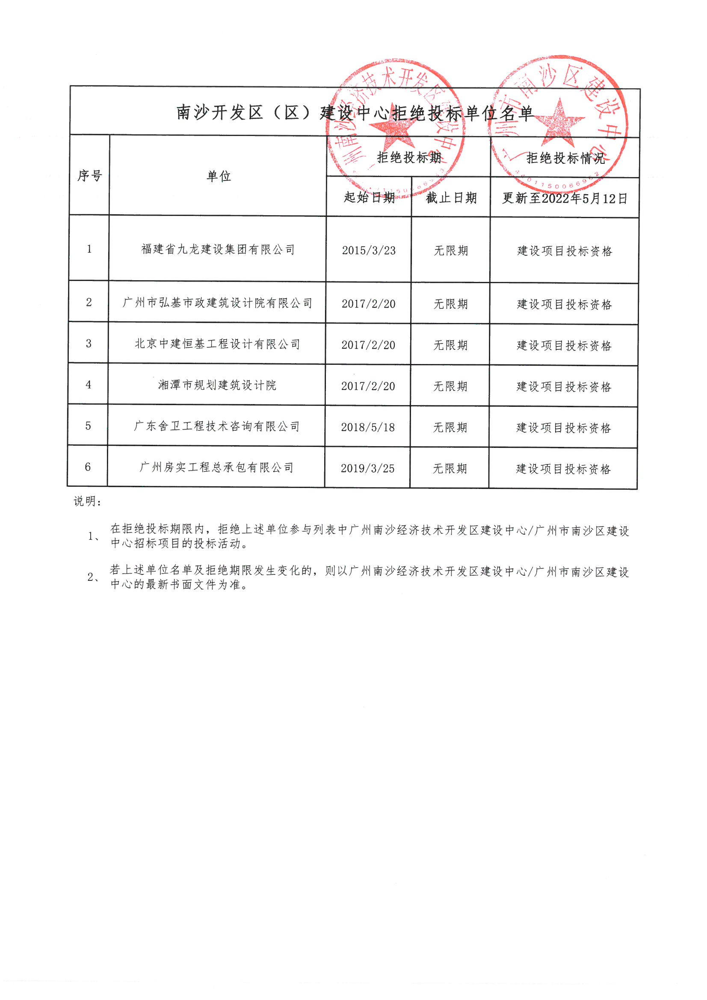 南沙开发区（区）建设中心拒绝投标单位名单
序号 单位 拒绝投标期 拒绝投标情况
起始日期 截止日期 更新至2022年5月12日
1 福建省九龙建设集团有限公司 2015/3/23 无限期 建设项目投标资格
2 广州市弘基市政建筑设计院有限公司 2017/2/20 无限期 建设项目投标资格
3 北京中建恒基工程设计有限公司 2017/2/20 无限期 建设项目投标资格
4 湘潭市规划建筑设计院 2017/2/20 无限期 建设项目投标资格
5 广东舍卫工程技术咨询有限公司 2018/5/18 无限期 建设项目投标资格
6 广州房实工程总承包有限公司 2019/3/25 无限期 建设项目投标资格
说明：
1、 在拒绝投标期限内，拒绝上述单位参与列表中广州南沙经济技术开发区建设中心/广州市南沙区建设
中心招标项目的投标活动。
2、 若上述单位名单及拒绝期限发生变化的，则以广州南沙经济技术开发区建设中心/广州市南沙区建设
中心的最新书面文件为准。
广州南沙经济技术开发区建设中心
广州市南沙区建设中心
4401150086962